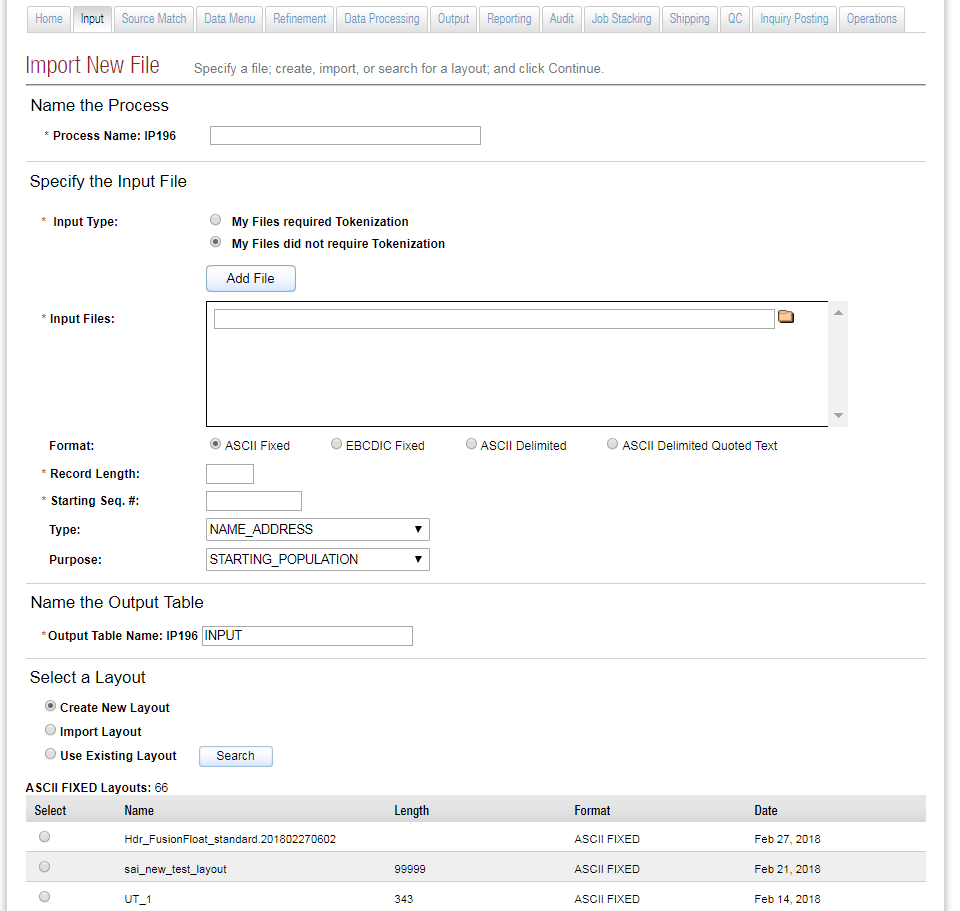 Home Input Source Match Data Menu Refinement Data Processing Output Reporting Audit Job Stacking Shipping QC Inquiry Posting Operations
Import New File Specify a file; create, import, or search for a layout; and click Continue.
Name the Process
* Process Name: IP196
Specify the Input File
* Input Type: My Files required Tokenization
My Files did not require Tokenization
Add File
* Input Files:
Format: ASCII Fixed EBCDIC Fixed ASCII Delimited ASCII Delimited Quoted Text
* Record Length:
* Starting Seq. #:
Type: NAME_ADDRESS
Purpose: STARTING_POPULATION
Name the Output Table
*Output Table Name: IP196 INPUT
Select a Layout
Create New Layout
Import Layout
Use Existing Layout Search
ASCII FIXED Layouts: 66
Select Name Length Format Date
Hdr_FusionFloat_standard.201802270602 ASCII FIXED Feb 27, 2018
sai_new_test_layout 99999 ASCII FIXED Feb 21, 2018
UT_1 343 ASCII FIXED Feb 14, 2018